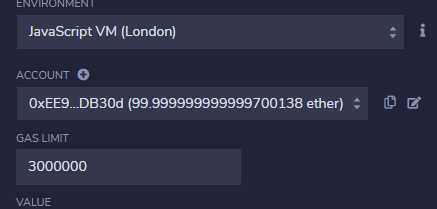 ENVIRONMENT
JavaScript VM (London)
ACCOUNT
0xEE9...DB30d (99.999999999999700138 ether)
GAS LIMIT
3000000
VALUE